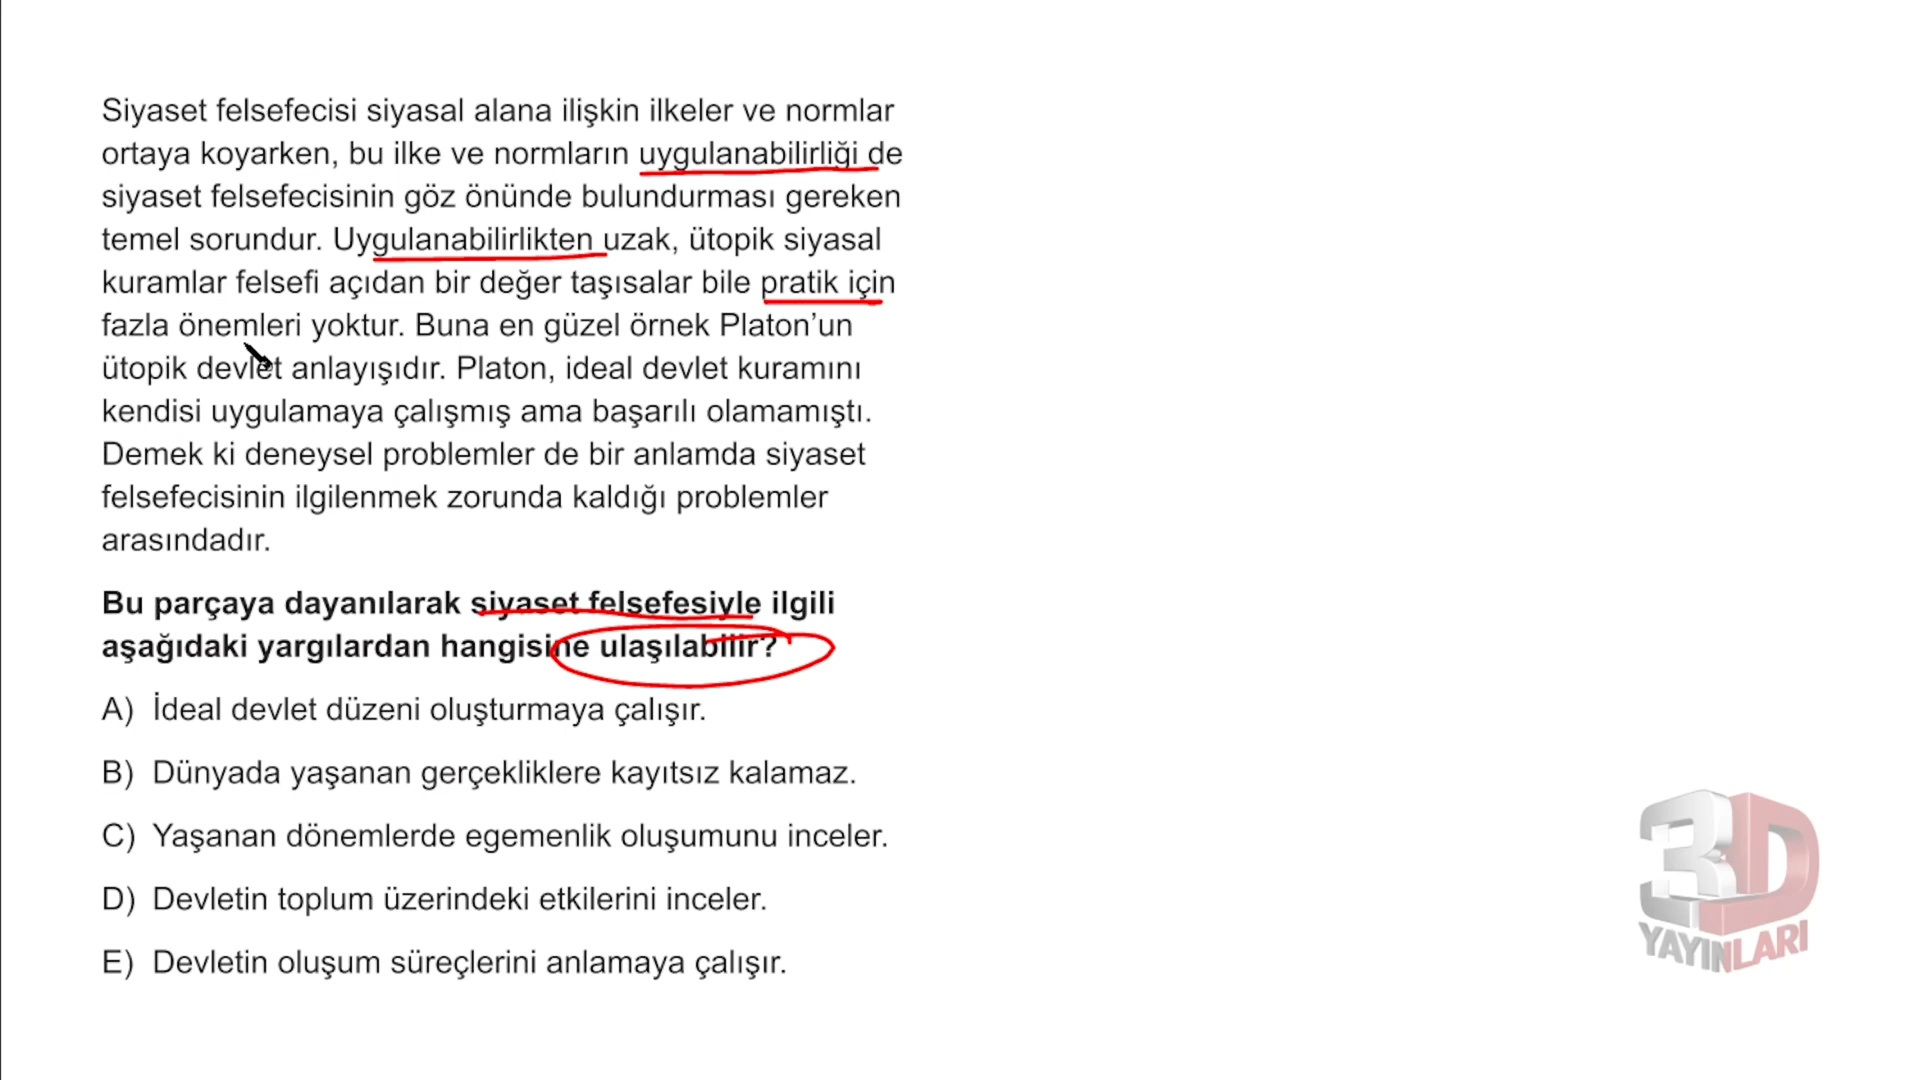 Siyaset felsefecisi siyasal alana ilişkin ilkeler ve normlar
ortaya koyarken, bu ilke ve normların uygulanabilirliği de
siyaset felsefecisinin göz önünde bulundurması gereken
temel sorundur. Uygulanabilirlikten uzak, ütopik siyasal
kuramlar felsefi açıdan bir değer taşısalar bile pratik için
fazla önemleri yoktur. Buna en güzel örnek Platon’un
ütopik devlet anlayışıdır. Platon, ideal devlet kuramını
kendisi uygulamaya çalışmış ama başarılı olamamıştı.
Demek ki deneysel problemler de bir anlamda siyaset
felsefecisinin ilgilenmek zorunda kaldığı problemler
arasındadır.
Bu parçaya dayanılarak siyaset felsefesiyle ilgili
aşağıdaki yargılardan hangisine ulaşılabilir?
A) İdeal devlet düzeni oluşturmaya çalışır.
B) Dünyada yaşanan gerçekliklere kayıtsız kalamaz.
C) Yaşanan dönemlerde egemenlik oluşumunu inceler.
D) Devletin toplum üzerindeki etkilerini inceler.
E) Devletin oluşum süreçlerini anlamaya çalışır.
3D
YAYINLARI